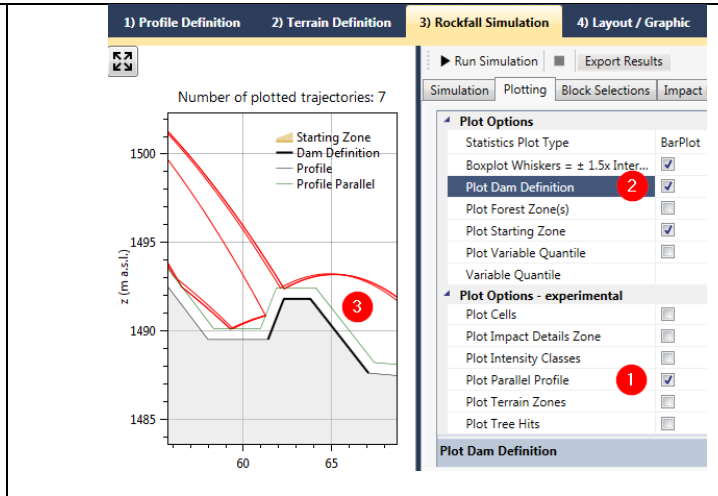 1) Profile Definition 2) Terrain Definition 3) Rockfall Simulation 4) Layout / Graphic
Run Simulation Export Results
Simulation Plotting Block Selections Impact
Number of plotted trajectories: 7
Starting Zone
Dam Definition
Profile
Profile Parallel
z (m a.s.l.)
1500
1495
1490
1485
60 65
3
Plot Options
Statistics Plot Type BarPlot
Boxplot Whiskers = ± 1.5x Inter...
Plot Dam Definition 2
Plot Forest Zone(s)
Plot Starting Zone
Plot Variable Quantile
Variable Quantile
Plot Options - experimental
Plot Cells
Plot Impact Details Zone
Plot Intensity Classes
Plot Parallel Profile 1
Plot Terrain Zones
Plot Tree Hits
Plot Dam Definition